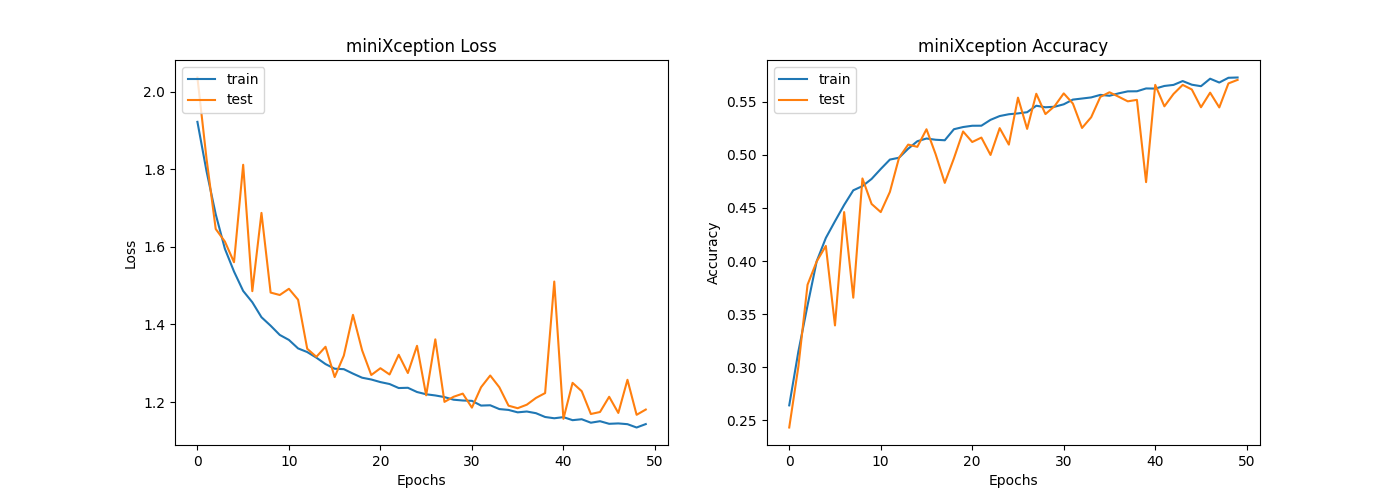 miniXception Loss
train
test
2.0
1.8
1.6
1.4
1.2
Loss
0 10 20 30 40 50
Epochs
miniXception Accuracy
train
test
0.55
0.50
0.45
0.40
0.35
0.30
0.25
Accuracy
0 10 20 30 40 50
Epochs